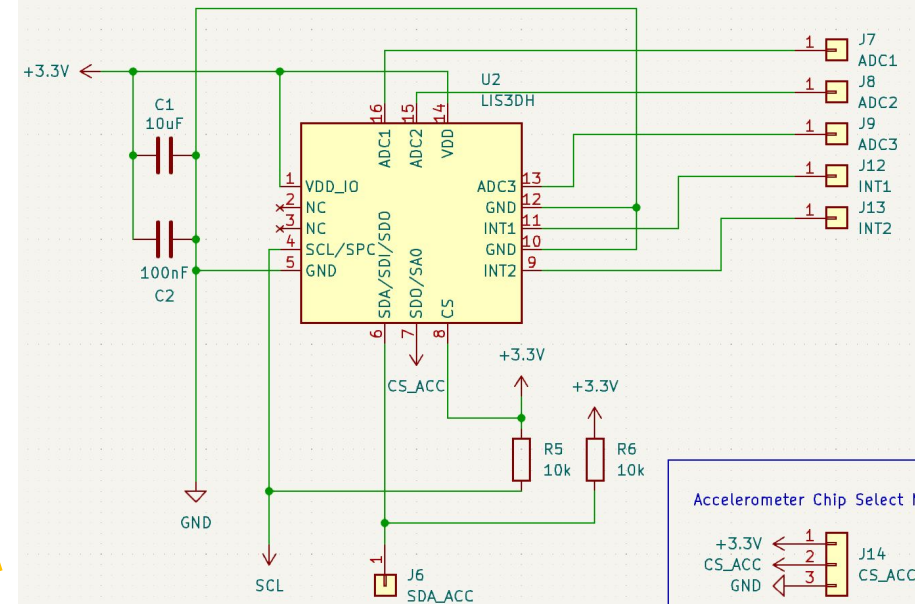 +3.3V
C1
10uF
100nF
C2
GND
U2
LIS3DH
16
15
14
ADC1
ADC2
VDD
1
VDD_IO
2
NC
3
NC
4
SCL/SPC
5
GND
13
ADC3
12
GND
11
INT1
10
GND
9
INT2
SDA/SDI/SDO
SDO/SA0
CS
6
7
8
CS_ACC
1
J7
ADC1
1
J8
ADC2
1
J9
ADC3
1
J12
INT1
1
J13
INT2
+3.3V
+3.3V
R5
10k
R6
10k
SCL
1
J6
SDA_ACC
Accelerometer Chip Select
+3.3V
1
CS_ACC
2
GND
3
J14
CS_ACC